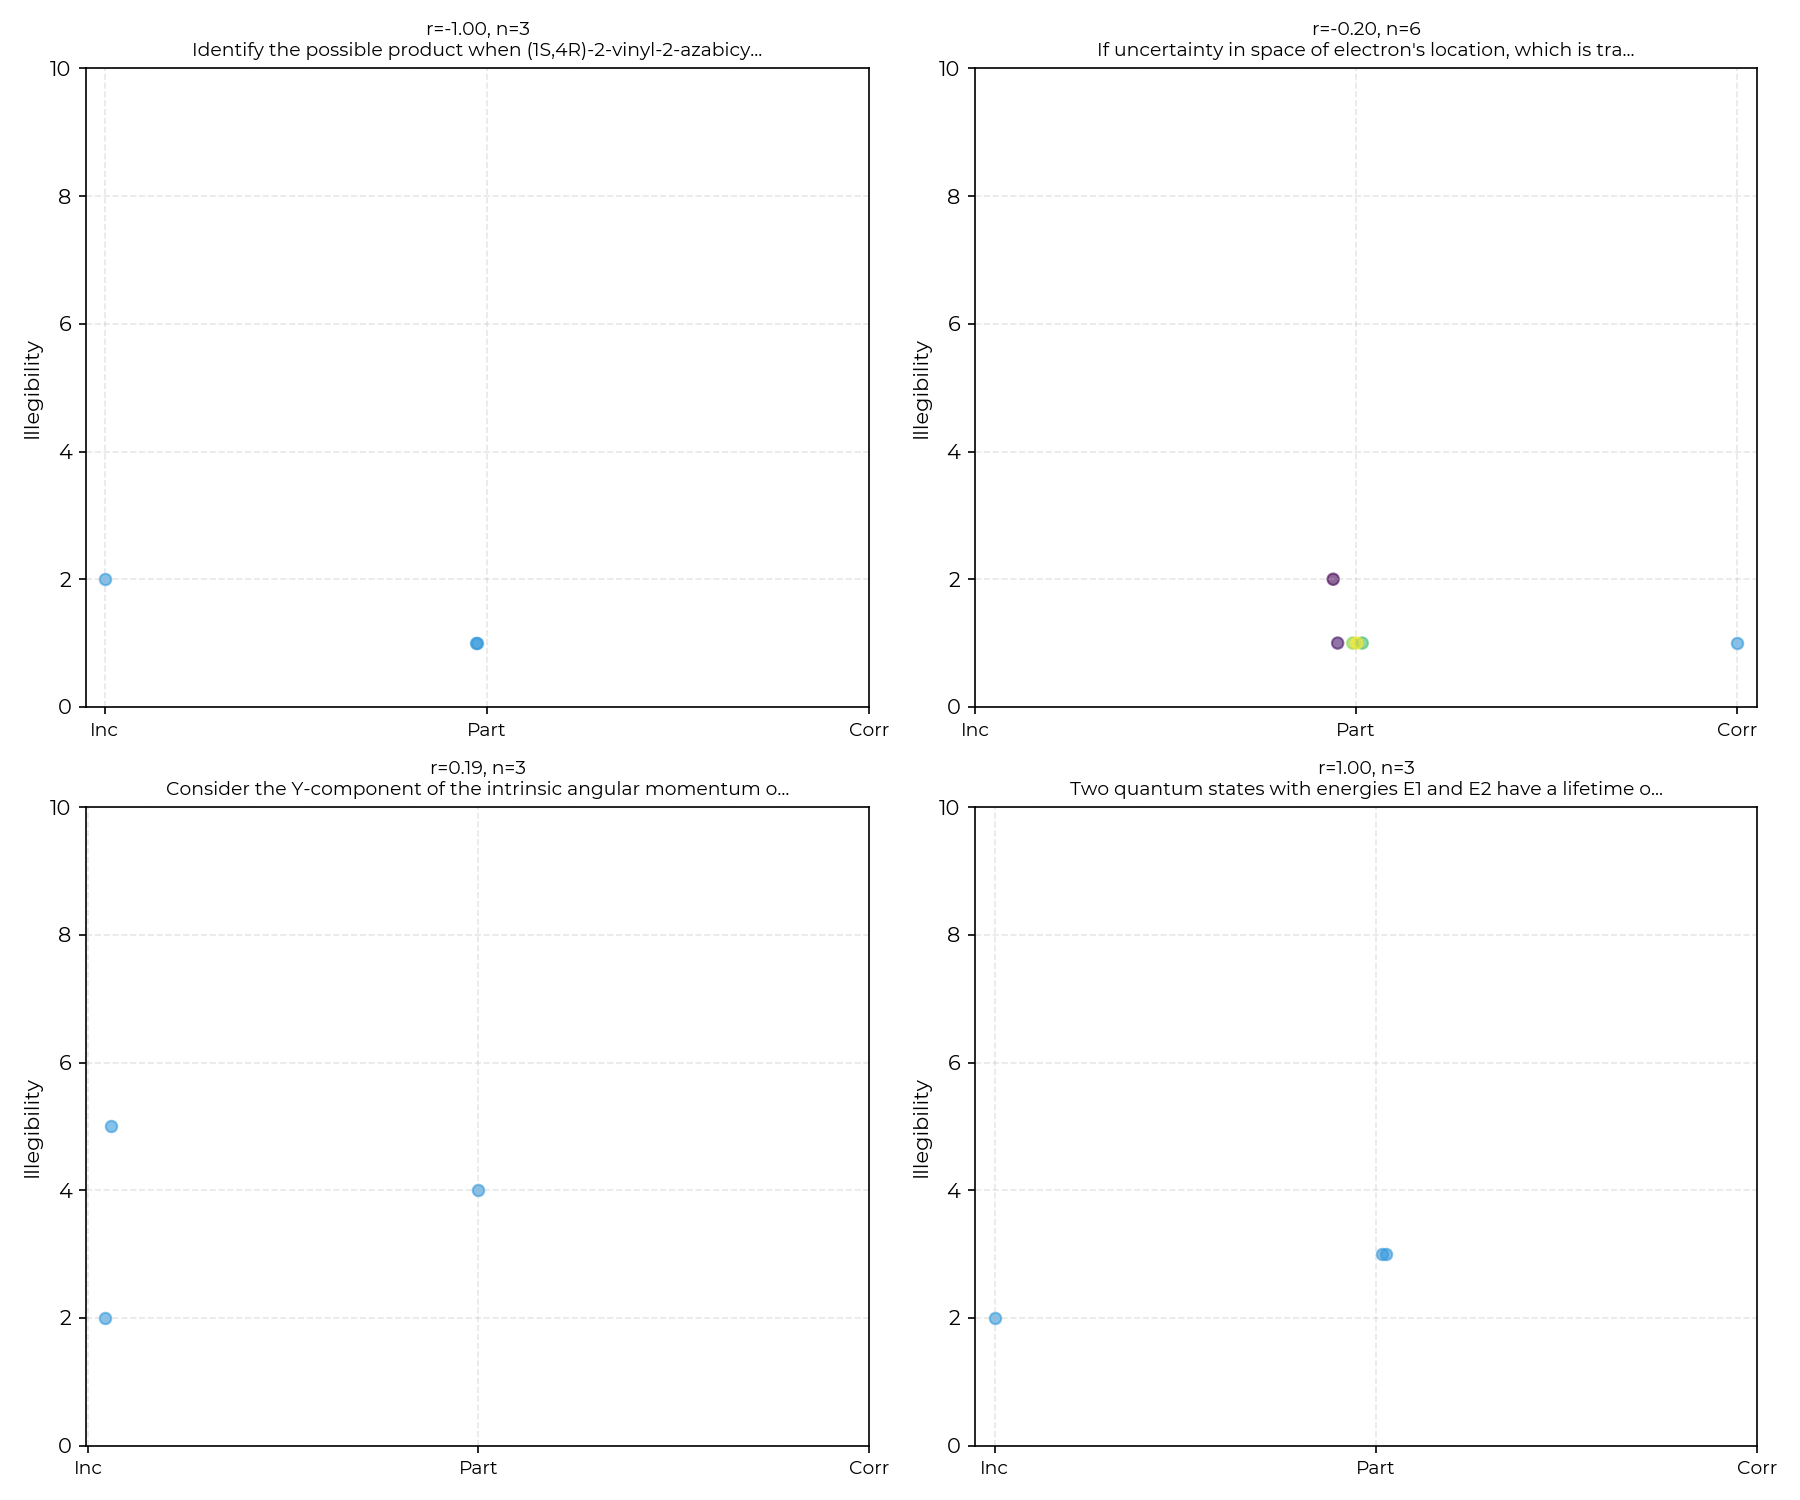 r=-1.00, n=3
Identify the possible product when (1S,4R)-2-vinyl-2-azabicy...
10
8
6
4
2
0
Illegibility
Inc
Part
Corr
r=-0.20, n=6
If uncertainty in space of electron's location, which is tra...
10
8
6
4
2
0
Illegibility
Inc
Part
Corr
r=0.19, n=3
Consider the Y-component of the intrinsic angular momentum o...
10
8
6
4
2
0
Illegibility
Inc
Part
Corr
r=1.00, n=3
Two quantum states with energies E1 and E2 have a lifetime o...
10
8
6
4
2
0
Illegibility
Inc
Part
Corr